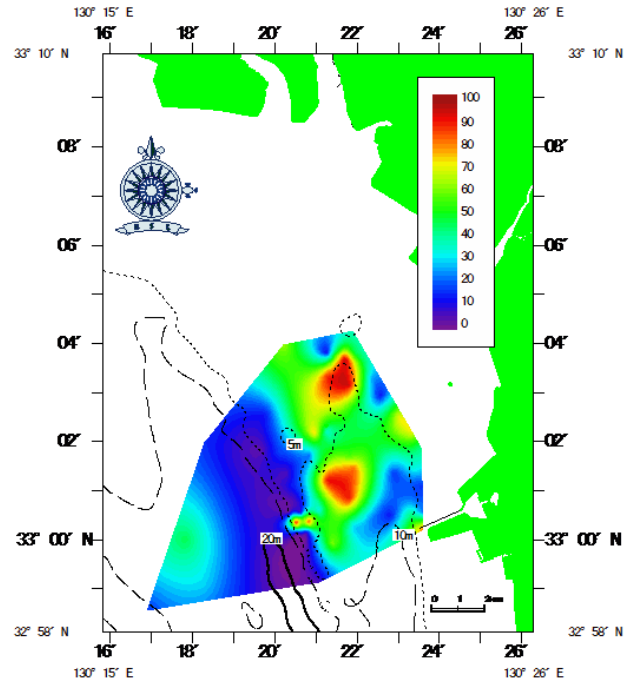 130° 15′ E 130° 26′ E
16′ 18′ 20′ 22′ 24′ 26′
33° 10′ N 33° 10′ N
100
90
08′ 80 08′
70
60
50
06′ 40 06′
30
20
10
0
04′ 04′
02′ 5m 02′
33° 00′ N 20m 10m 33° 00′ N
0 1 2km
32° 58′ N 32° 58′ N
16′ 18′ 20′ 22′ 24′ 26′
130° 15′ E 130° 26′ E